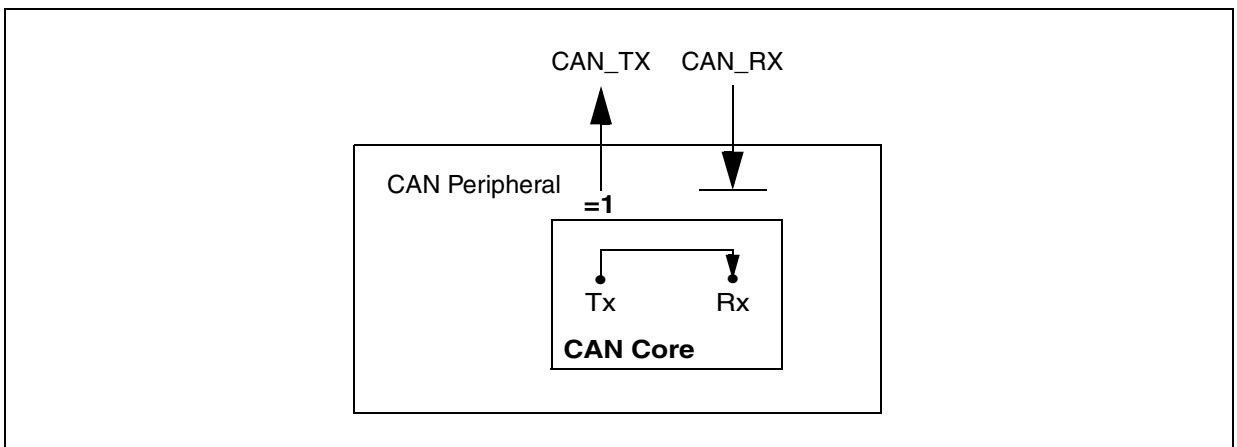 CAN_TX CAN_RX
CAN Peripheral
=1
Tx Rx
CAN Core